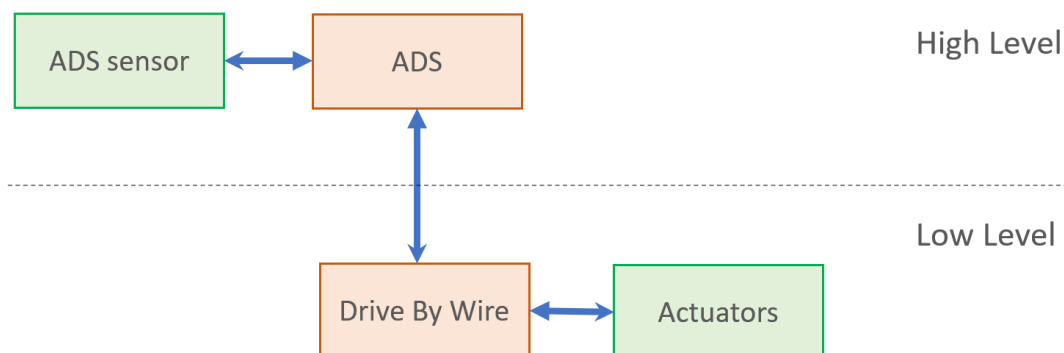 ADS sensor
ADS
High Level
Low Level
Drive By Wire
Actuators